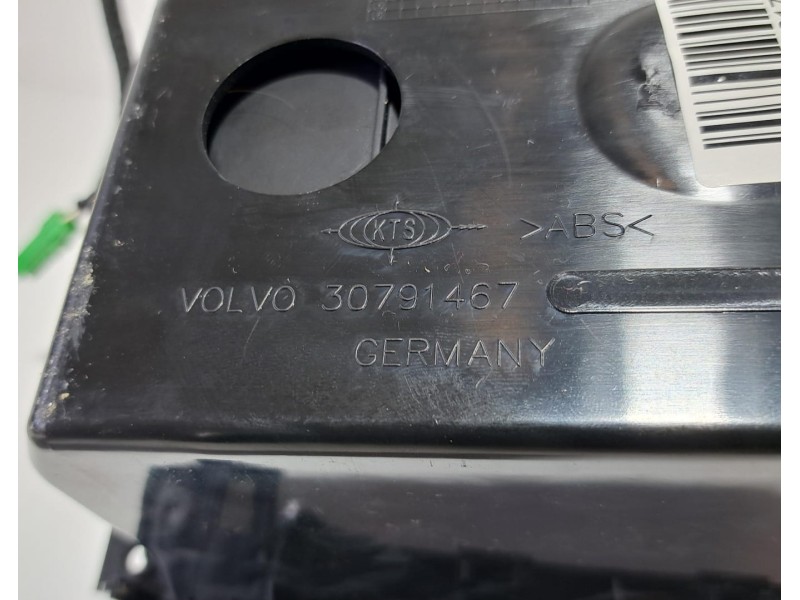 KTS >ABS<
VOLVO 30791467
GERMANY